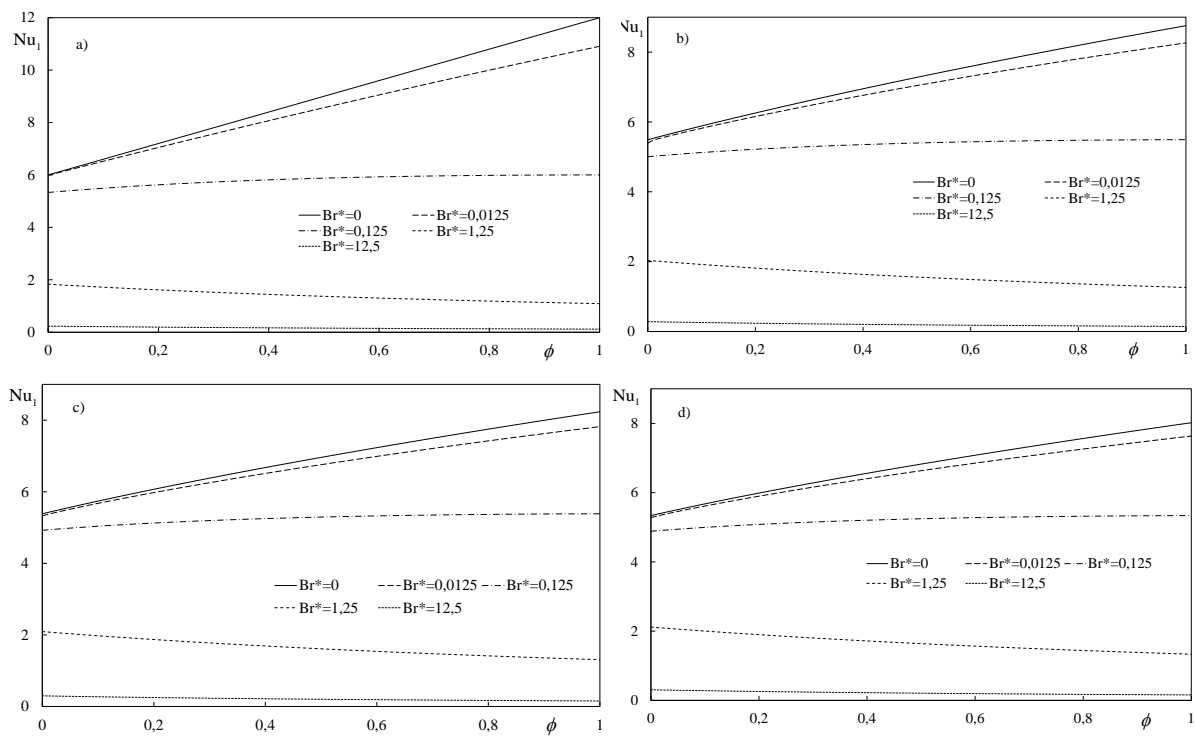 12
Nu1
a)
10
8
6
4
Br*=0 Br*=0,0125
Br*=0,125 Br*=1,25
Br*=12,5
2
0
0 0,2 0,4 0,6 0,8 ϕ 1
Nu1
b)
8
6
4
Br*=0 Br*=0,0125
Br*=0,125 Br*=1,25
Br*=12,5
2
0
0 0,2 0,4 0,6 0,8 ϕ 1
Nu1
c)
8
6
4
Br*=0 Br*=0,0125 Br*=0,125
Br*=1,25 Br*=12,5
2
0
0 0,2 0,4 0,6 0,8 ϕ 1
Nu1
d)
8
6
4
Br*=0 Br*=0,0125 Br*=0,125
Br*=1,25 Br*=12,5
2
0
0 0,2 0,4 0,6 0,8 ϕ 1